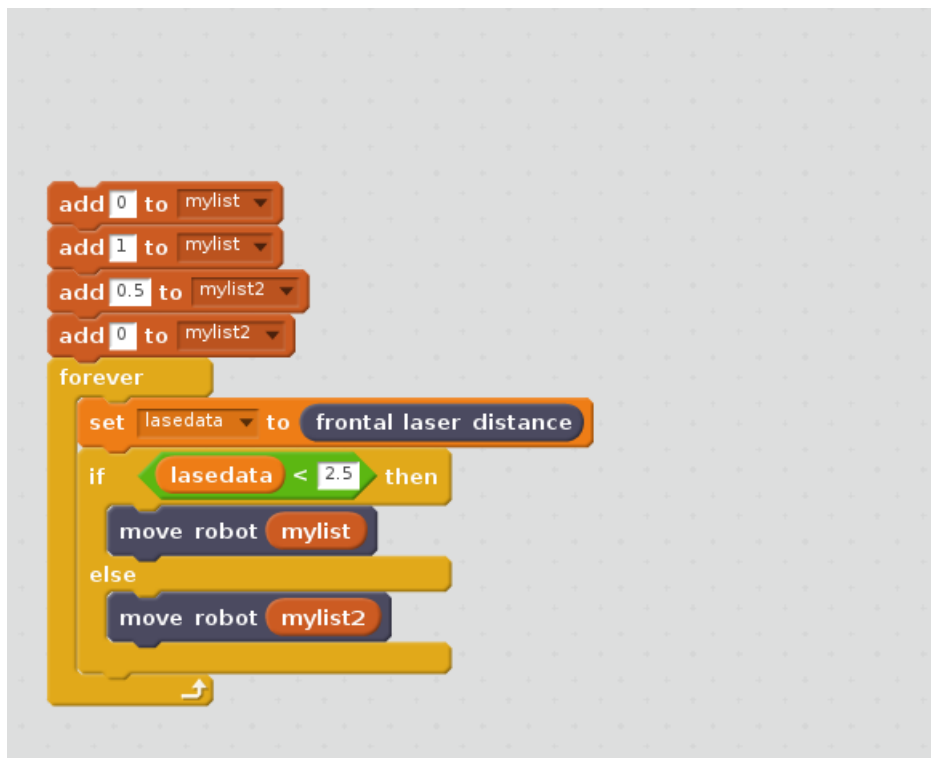 add 0 to mylist
add 1 to mylist
add 0.5 to mylist2
add 0 to mylist2
forever
set lasedata to frontal laser distance
if lasedata < 2.5 then
move robot mylist
else
move robot mylist2